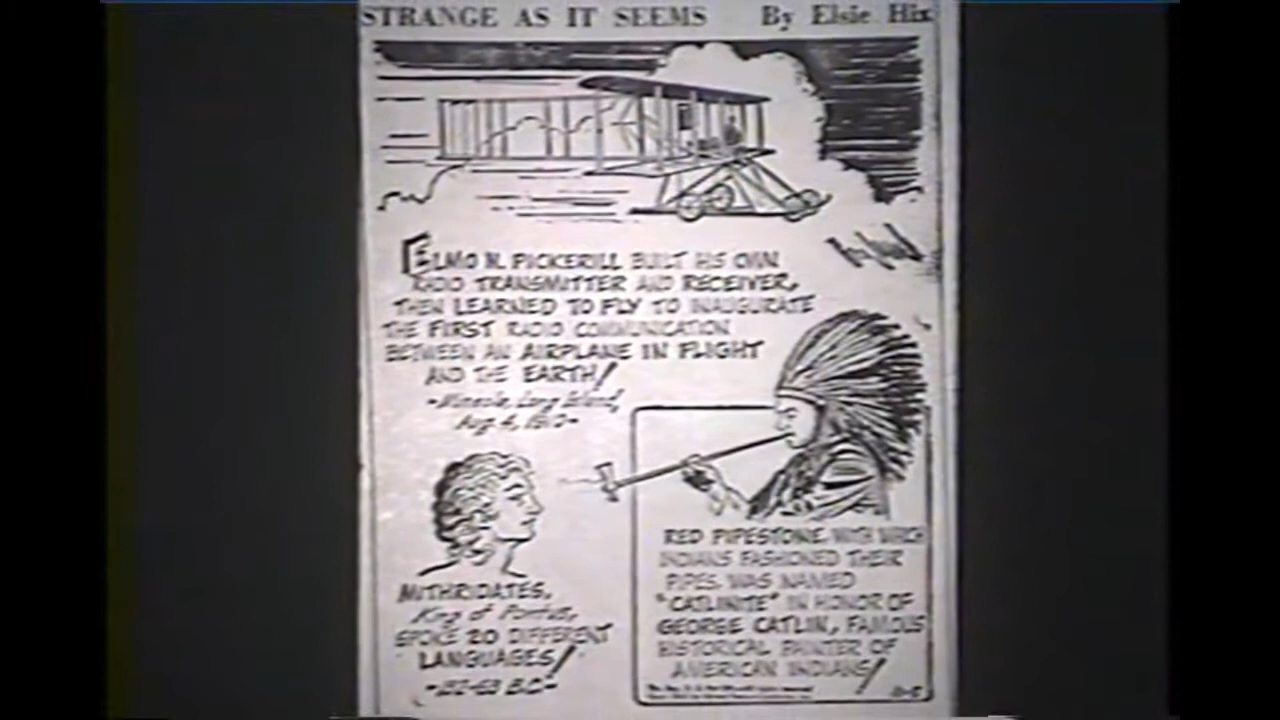 STRANGE AS IT SEEMS By Elsie Hix
ELMO N. PICKERILL BUILT HIS OWN
RADIO TRANSMITTER AND RECEIVER,
THEN LEARNED TO FLY TO INAUGURATE
THE FIRST RADIO COMMUNICATION
BETWEEN AN AIRPLANE IN FLIGHT
AND THE EARTH!
-Mineola, Long Island,
Aug. 4, 1910-
MITHRIDATES,
King of Pontus,
SPOKE 20 DIFFERENT
LANGUAGES!
-132-63 B.C.-
RED PIPESTONE, WITH WHICH
INDIANS FASHIONED THEIR
PIPES, WAS NAMED
"CATLINITE" IN HONOR OF
GEORGE CATLIN, FAMOUS
HISTORICAL PAINTER OF
AMERICAN INDIANS!